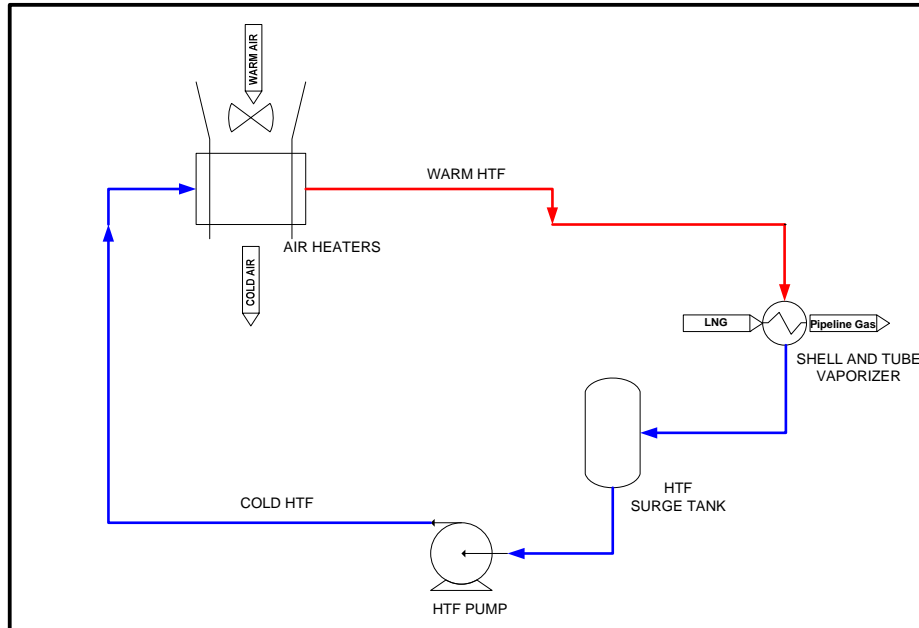 WARM AIR
WARM HTF
AIR HEATERS
COLD AIR
LNG
Pipeline Gas
SHELL AND TUBE
VAPORIZER
HTF
SURGE TANK
COLD HTF
HTF PUMP